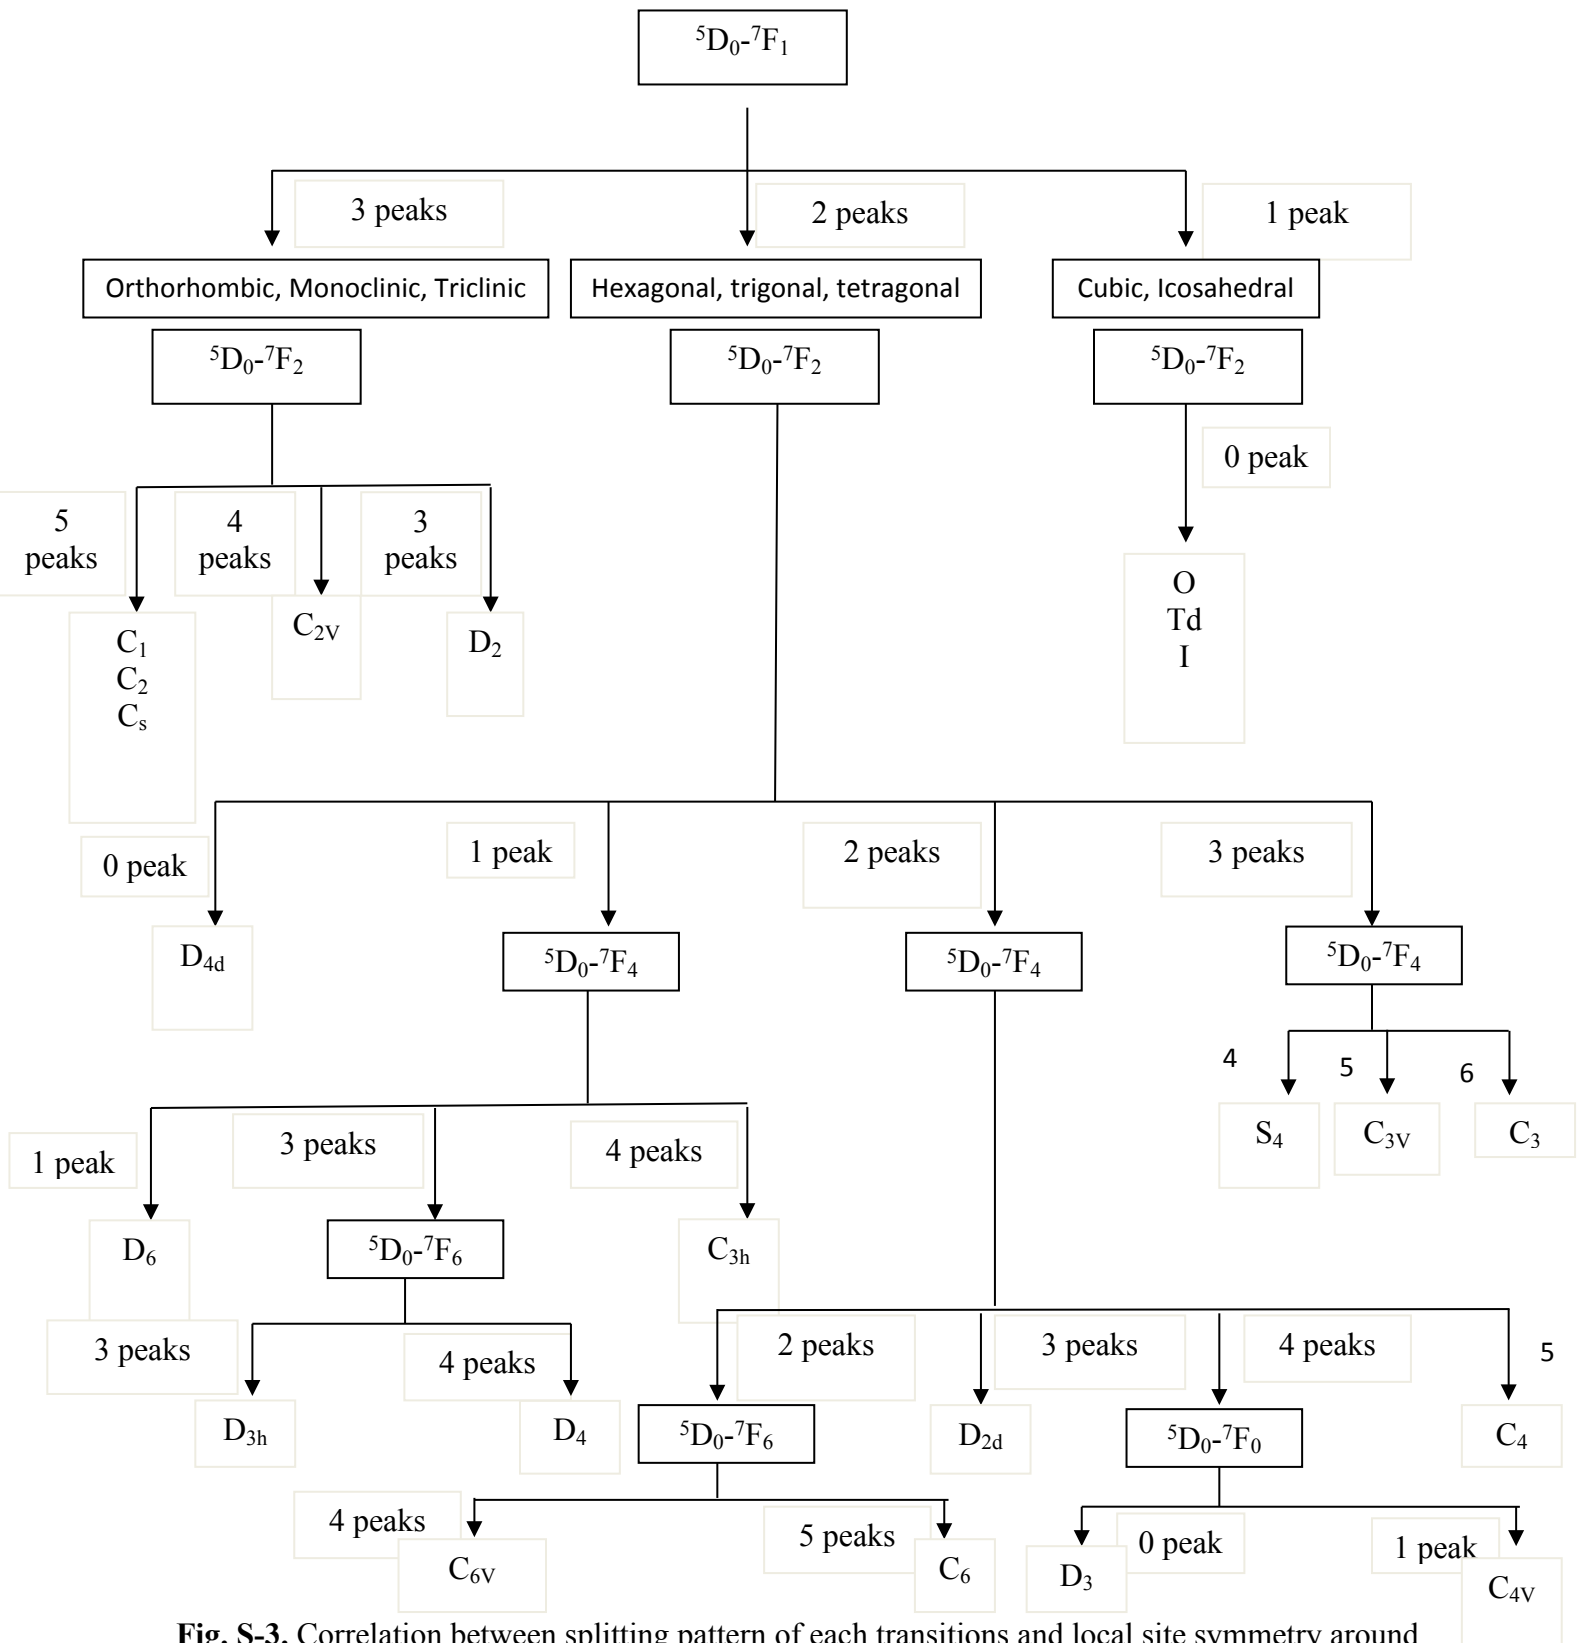 ⁵D₀-⁷F₁
3 peaks
2 peaks
1 peak
Orthorhombic, Monoclinic, Triclinic
Hexagonal, trigonal, tetragonal
Cubic, Icosahedral
⁵D₀-⁷F₂
⁵D₀-⁷F₂
⁵D₀-⁷F₂
0 peak
5
peaks
4
peaks
3
peaks
C₁
C₂
Cₛ
C₂V
D₂
O
Td
I
0 peak
1 peak
2 peaks
3 peaks
D₄d
⁵D₀-⁷F₄
⁵D₀-⁷F₄
⁵D₀-⁷F₄
4
5
6
S₄
C₃V
C₃
1 peak
3 peaks
4 peaks
D₆
⁵D₀-⁷F₆
C₃h
3 peaks
4 peaks
2 peaks
3 peaks
4 peaks
5
D₃h
D₄
⁵D₀-⁷F₆
D₂d
⁵D₀-⁷F₀
C₄
4 peaks
5 peaks
0 peak
1 peak
C₆V
C₆
D₃
C₄V
Fig. S-3. Correlation between splitting pattern of each transitions and local site symmetry around